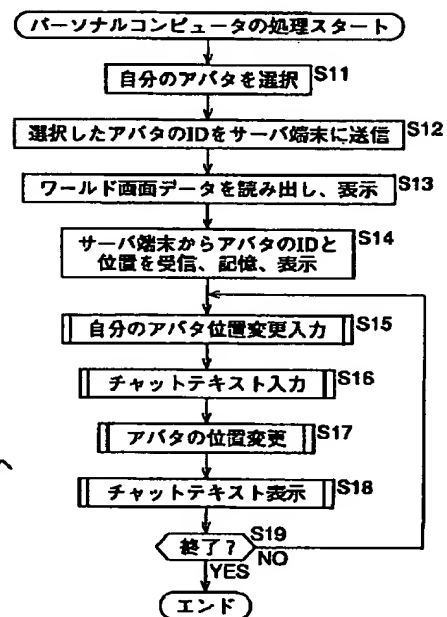 パーソナルコンピュータの処理スタート
自分のアバタを選択 S11
選択したアバタのIDをサーバ端末に送信 S12
ワールド画面データを読み出し、表示 S13
サーバ端末からアバタのIDと S14
位置を受信、記憶、表示
自分のアバタ位置変更入力 S15
チャットテキスト入力 S16
アバタの位置変更 S17
チャットテキスト表示 S18
終了? S19
NO
YES
エンド